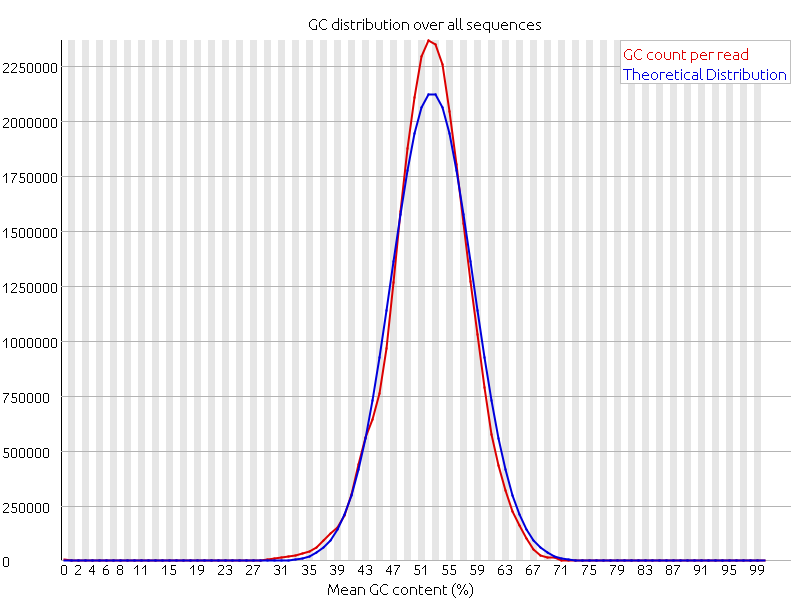 GC distribution over all sequences
GC count per read
Theoretical Distribution
2250000
2000000
1750000
1500000
1250000
1000000
750000
500000
250000
0
0 2 4 6 8 11 15 19 23 27 31 35 39 43 47 51 55 59 63 67 71 75 79 83 87 91 95 99
Mean GC content (%)